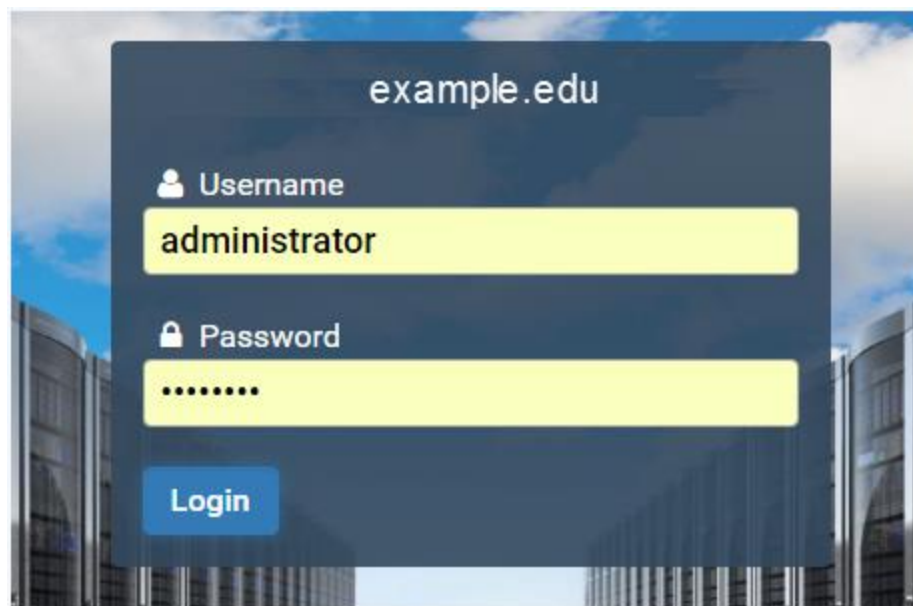 example.edu
Username
administrator
Password
••••••••
Login